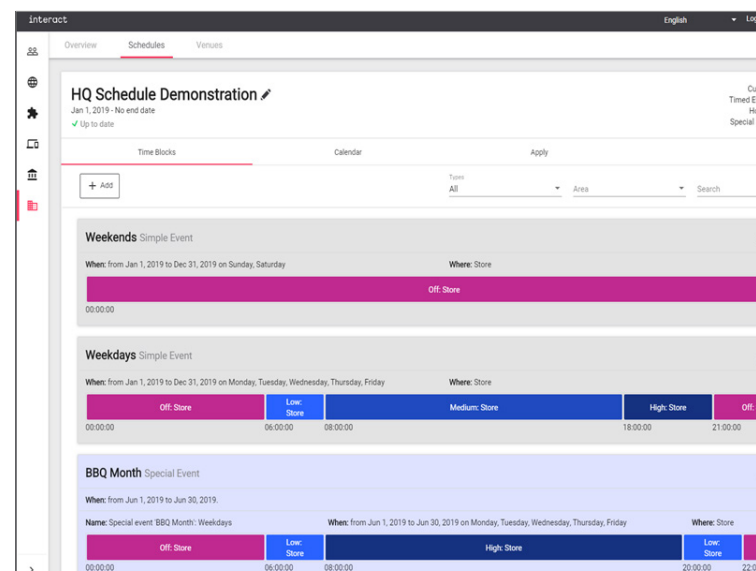 interact
English
Overview Schedules Venues
HQ Schedule Demonstration
Jan 1, 2019 - No end date
Up to date
Timed
Special
Time Blocks Calendar Apply
+ Add
Types
All Area Search
Weekends Simple Event
When: from Jan 1, 2019 to Dec 31, 2019 on Sunday, Saturday Where: Store
Off: Store
00:00:00
Weekdays Simple Event
When: from Jan 1, 2019 to Dec 31, 2019 on Monday, Tuesday, Wednesday, Thursday, Friday Where: Store
Off: Store Low: Store Medium: Store High: Store Off:
00:00:00 06:00:00 08:00:00 18:00:00 21:00:00
BBQ Month Special Event
When: from Jun 1, 2019 to Jun 30, 2019.
Name: Special event 'BBQ Month': Weekdays When: from Jun 1, 2019 to Jun 30, 2019 on Monday, Tuesday, Wednesday, Thursday, Friday Where: Store
Off: Store Low: Store High: Store Low: Store
00:00:00 06:00:00 08:00:00 20:00:00